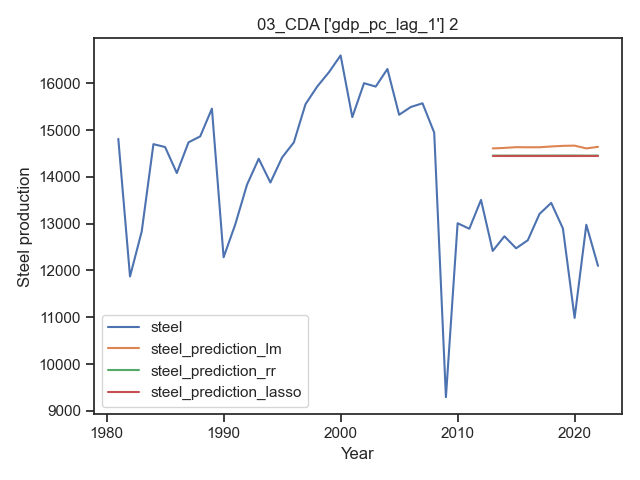 03_CDA ['gdp_pc_lag_1'] 2
Steel production
16000
15000
14000
13000
12000
11000
10000
9000
steel
steel_prediction_lm
steel_prediction_rr
steel_prediction_lasso
1980
1990
2000
2010
2020
Year